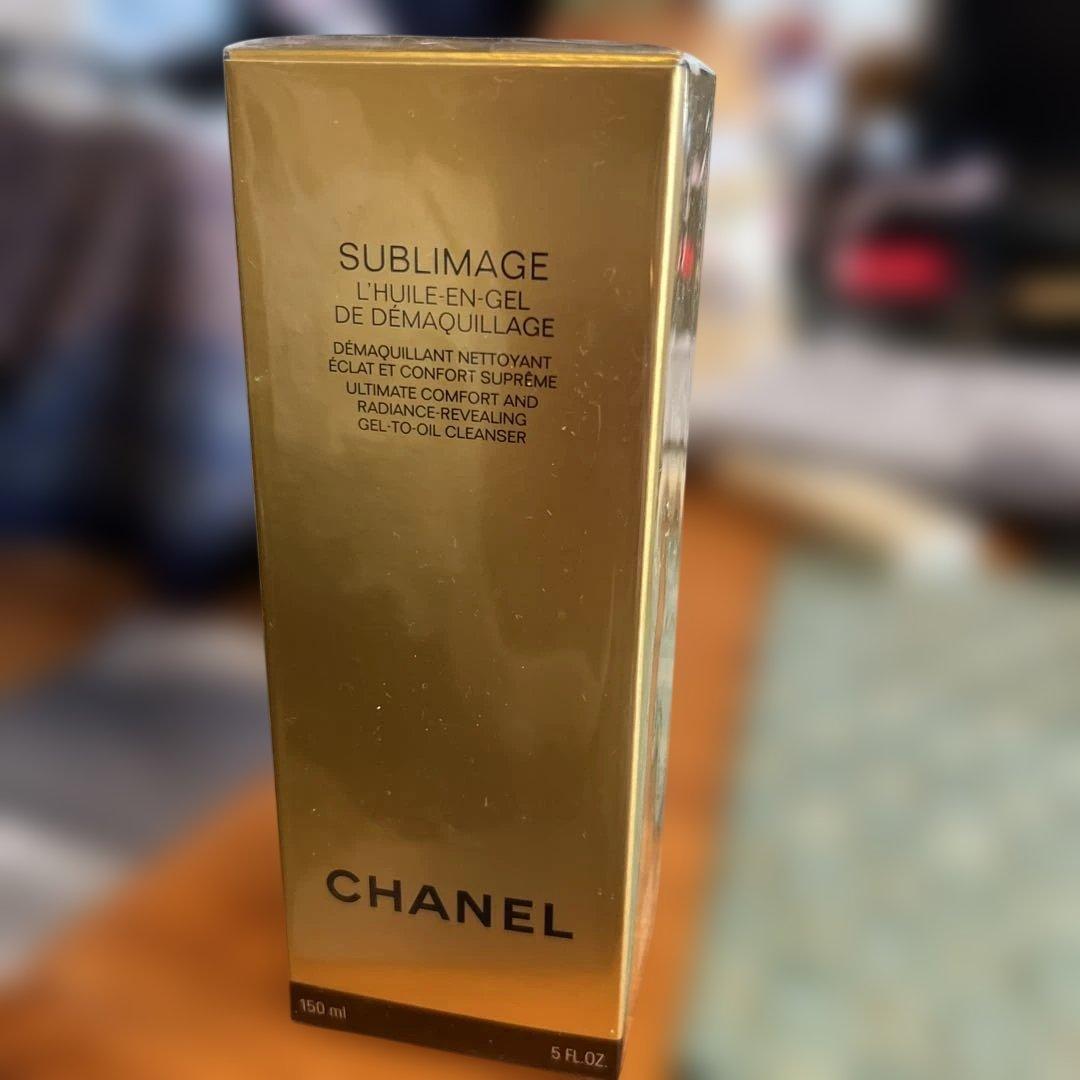 SUBLIMAGE
L'HUILE-EN-GEL
DE DÉMAQUILLAGE
DÉMAQUILLANT NETTOYANT
ÉCLAT ET CONFORT SUPRÊME
ULTIMATE COMFORT AND
RADIANCE-REVEALING
GEL-TO-OIL CLEANSER
CHANEL
150 ml
5 FL.OZ.